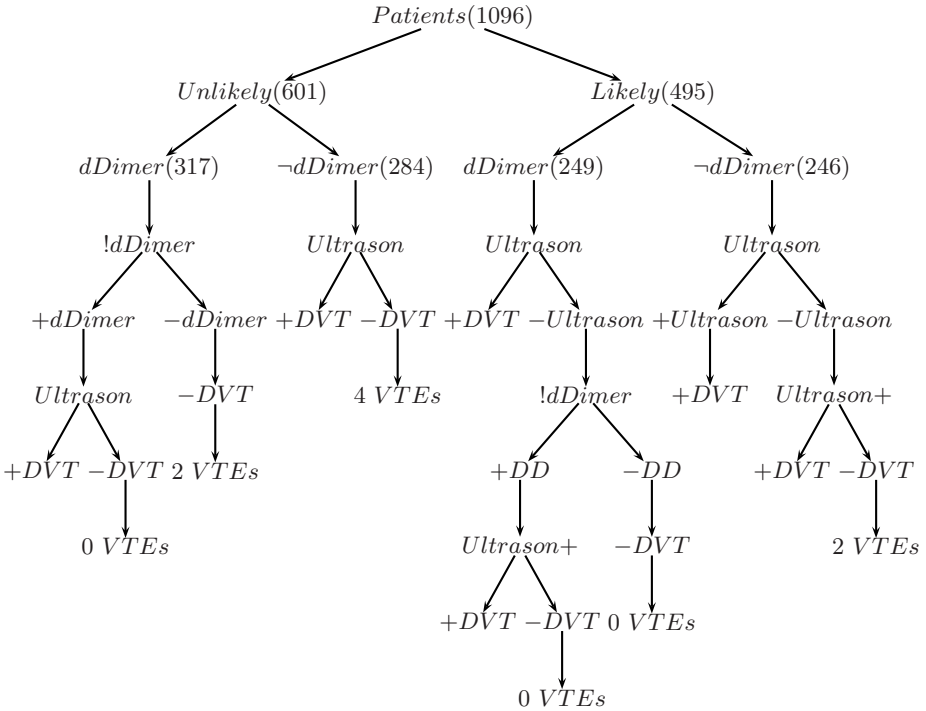 Patients(1096)
Unlikely(601) Likely(495)
dDimer(317) ¬dDimer(284) dDimer(249) ¬dDimer(246)
!dDimer Ultrason Ultrason Ultrason
+dDimer −dDimer +DVT −DVT +DVT −Ultrason +Ultrason −Ultrason
Ultrason −DVT 4 VTEs !dDimer +DVT Ultrason+
+DVT −DVT 2 VTEs +DD −DD +DVT −DVT
0 VTEs Ultrason+ −DVT 2 VTEs
+DVT −DVT 0 VTEs
0 VTEs